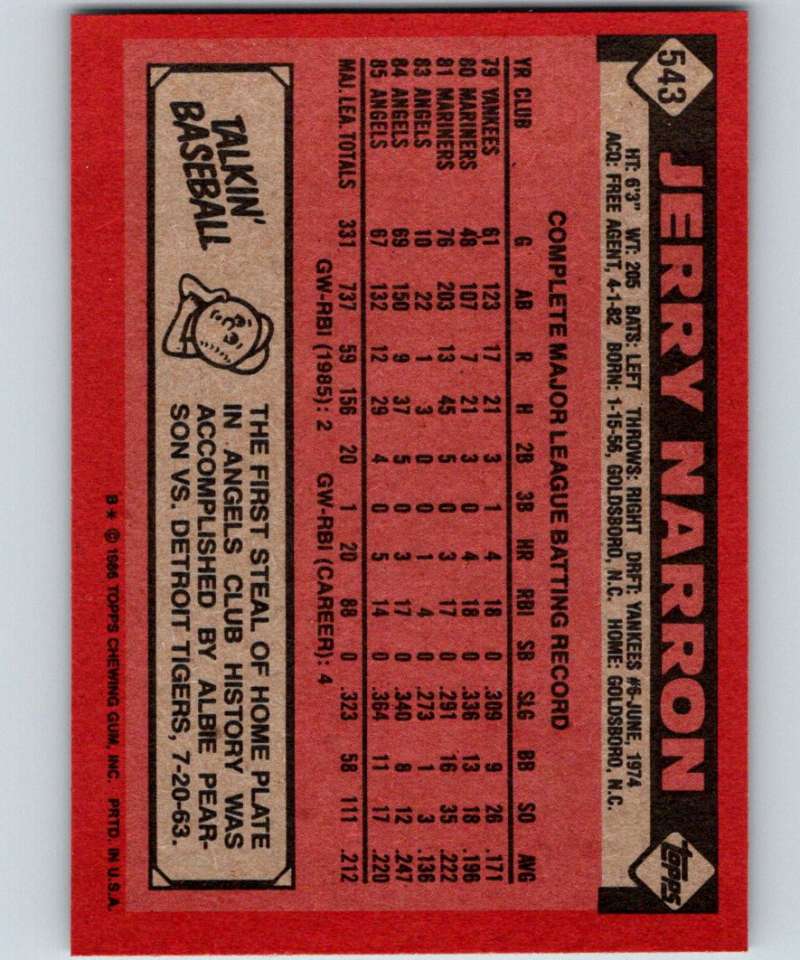 543
JERRY NARRON
Topps
HT: 6'3" WT: 205 BATS: LEFT THROWS: RIGHT DRFT: YANKEES #6-JUNE, 1974
ACQ: FREE AGENT, 4-1-82 BORN: 1-15-56, GOLDSBORO, N.C. HOME: GOLDSBORO, N.C.
COMPLETE MAJOR LEAGUE BATTING RECORD
YR CLUB G AB R H 2B 3B HR RBI SB SLG BB SO AVG
79 YANKEES 61 123 17 21 3 1 4 18 0 .309 9 26 .171
80 MARINERS 48 107 7 21 3 0 4 18 0 .336 13 18 .196
81 MARINERS 76 203 13 45 5 0 3 17 0 .291 16 35 .222
83 ANGELS 10 22 1 3 0 0 1 4 0 .273 1 3 .136
84 ANGELS 69 150 9 37 5 0 3 17 0 .340 8 12 .247
85 ANGELS 67 132 12 29 4 0 5 14 0 .364 11 17 .220
MAJ. LEA. TOTALS 331 737 59 156 20 1 20 88 0 .323 58 111 .212
GW-RBI (1985): 2 GW-RBI (CAREER): 4
TALKIN'
BASEBALL
THE FIRST STEAL OF HOME PLATE
IN ANGELS CLUB HISTORY WAS
ACCOMPLISHED BY ALBIE PEAR-
SON VS. DETROIT TIGERS, 7-20-63.
B* © 1986 TOPPS CHEWING GUM, INC. PRTD. IN U.S.A.